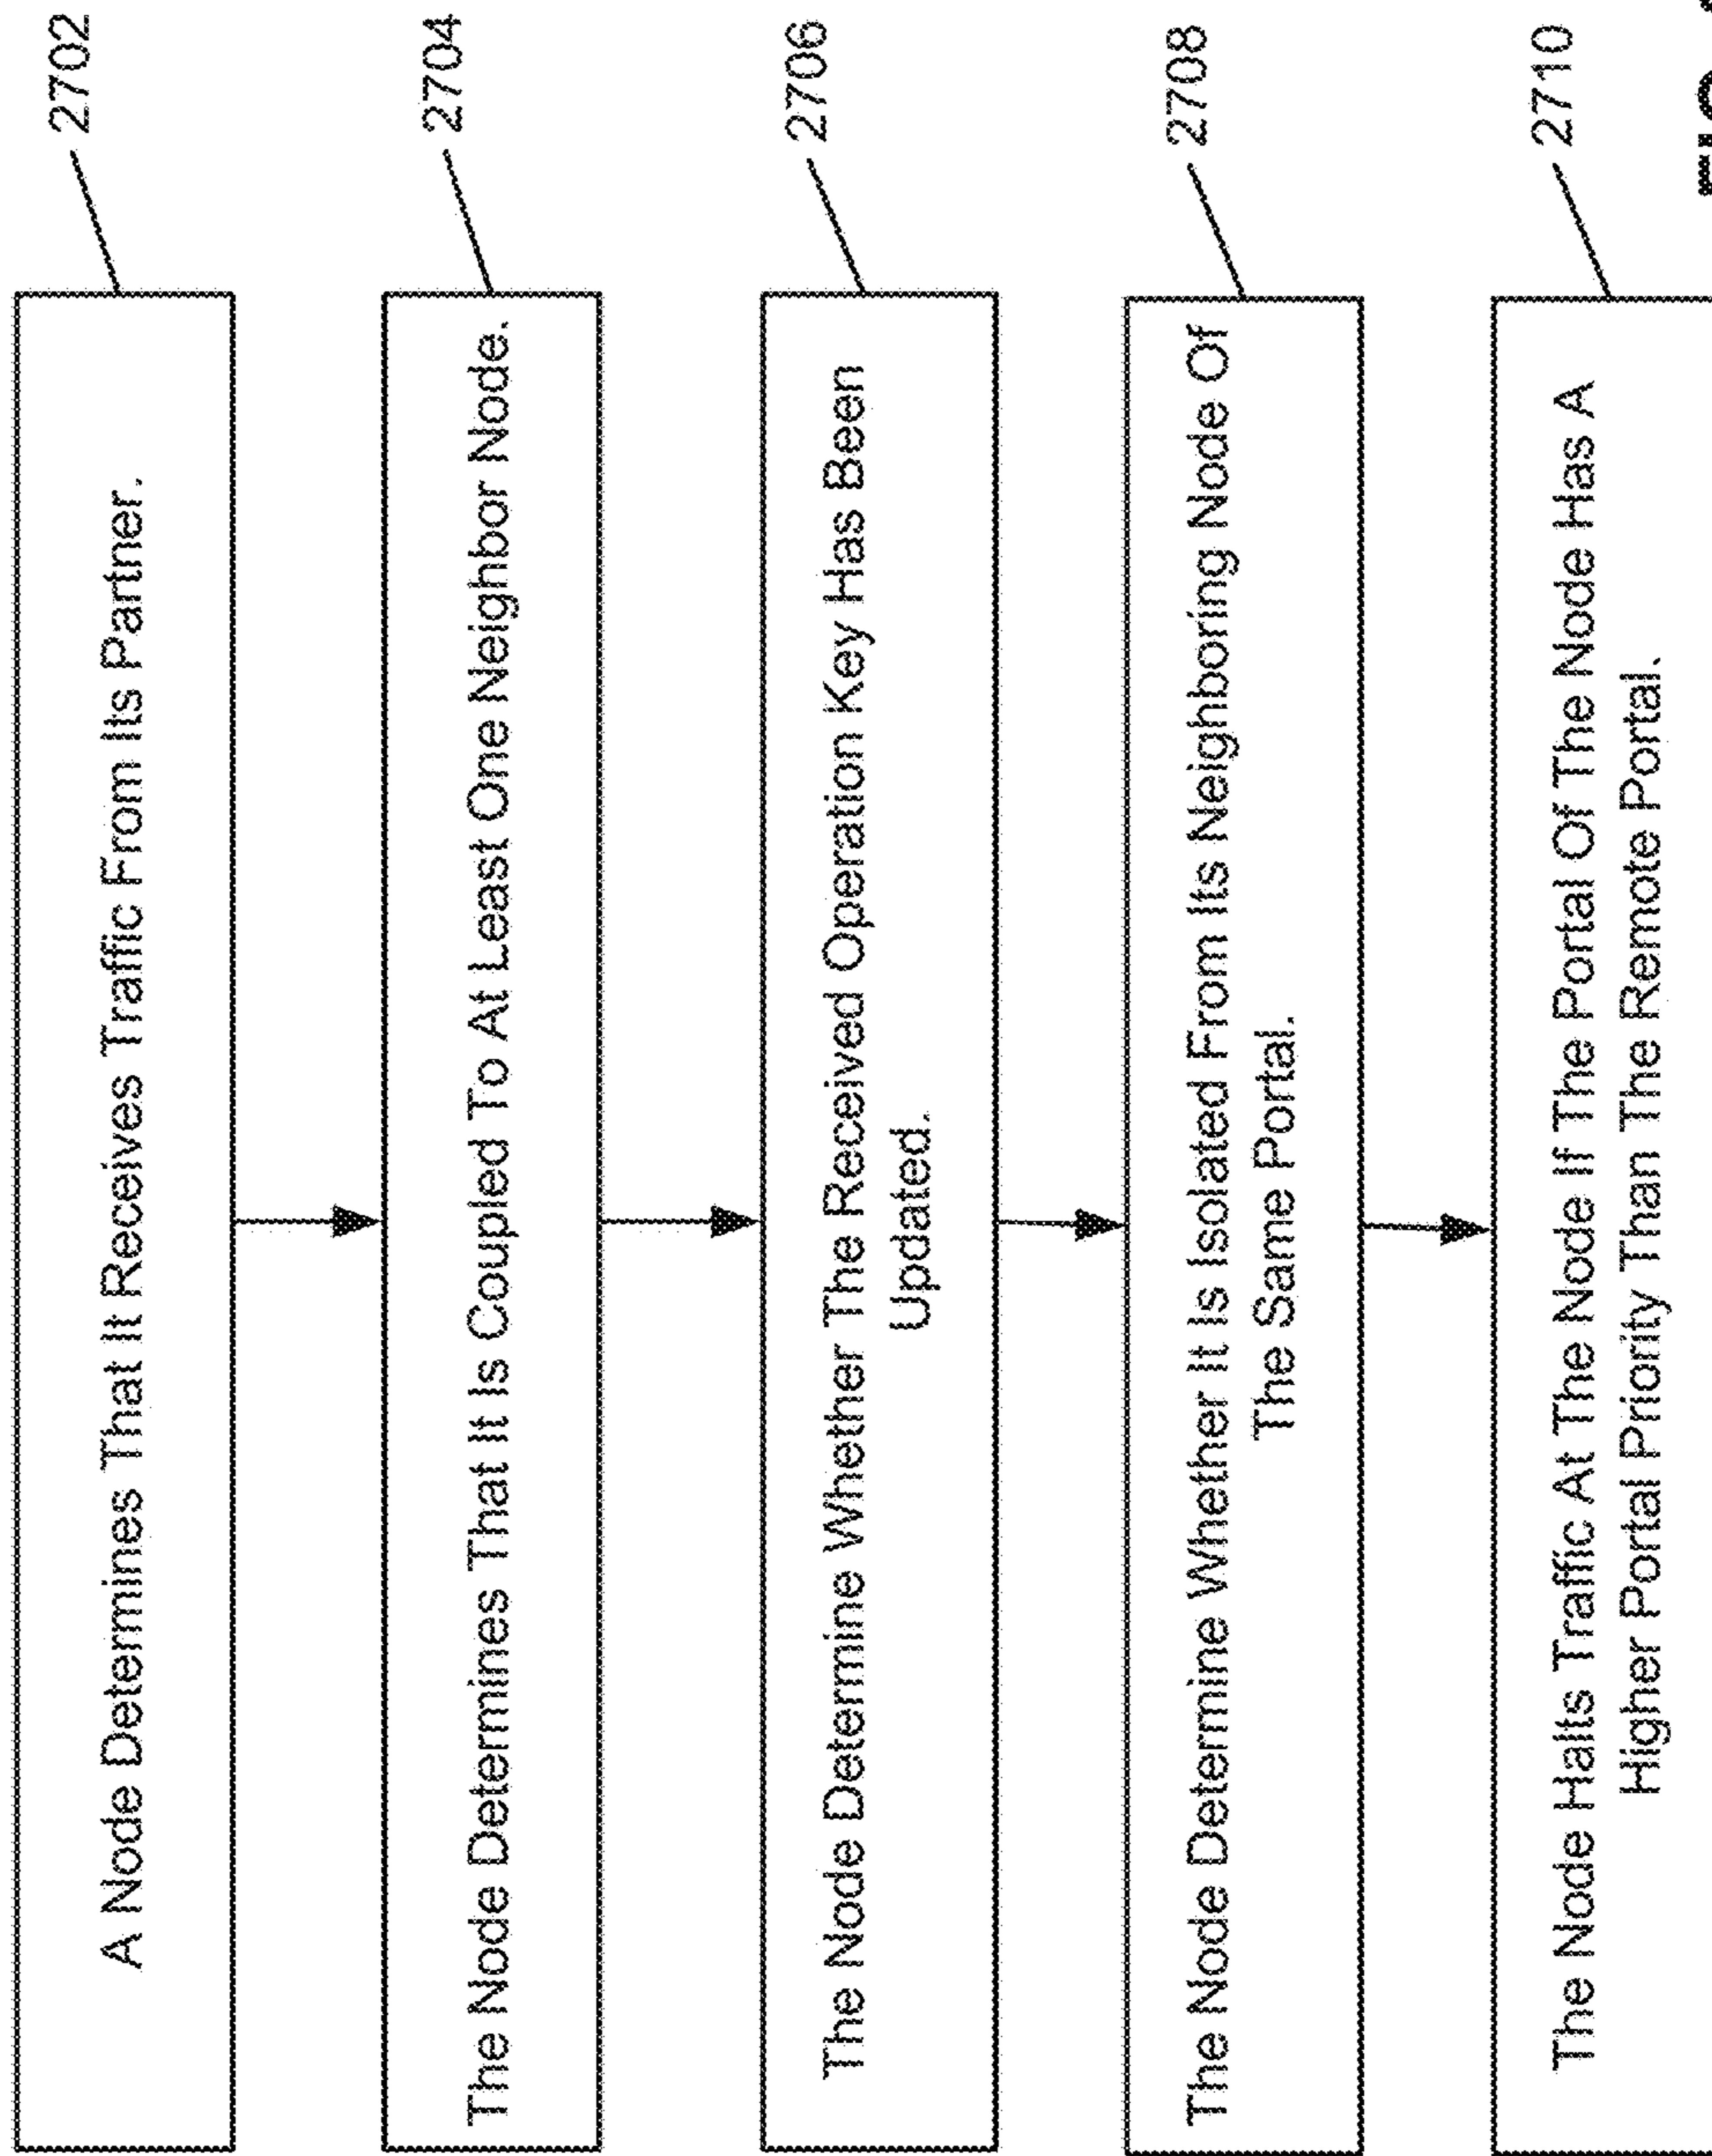 A Node Determines That It Receives Traffic From Its Partner.
2702
The Node Determines That It Is Coupled To At Least One Neighbor Node.
2704
The Node Determine Whether The Received Operation Key Has Been
Updated.
2706
The Node Determine Whether It Is Isolated From Its Neighboring Node Of
The Same Portal.
2708
The Node Halts Traffic At The Node If The Portal Of The Node Has A
Higher Portal Priority Than The Remote Portal.
2710